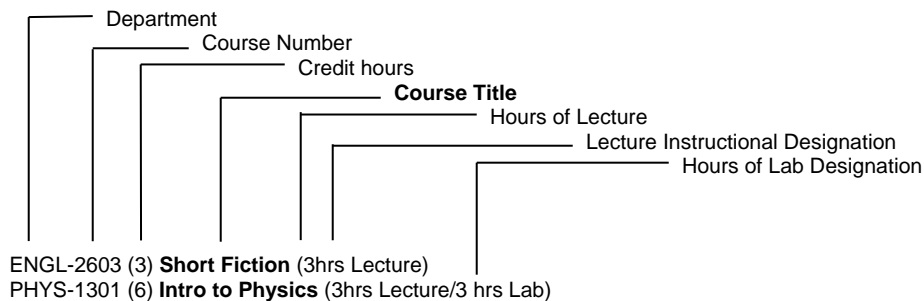 Department
Course Number
Credit hours
Course Title
Hours of Lecture
Lecture Instructional Designation
Hours of Lab Designation
ENGL-2603 (3) Short Fiction (3hrs Lecture)
PHYS-1301 (6) Intro to Physics (3hrs Lecture/3 hrs Lab)